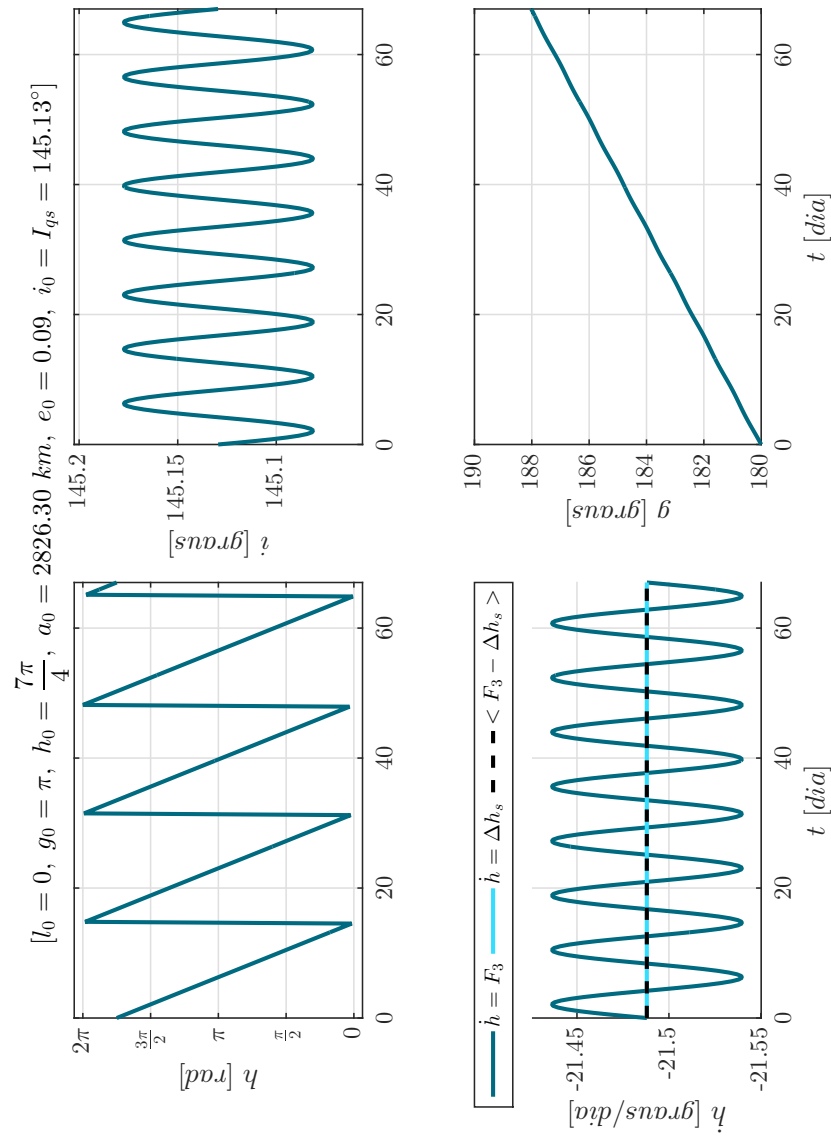 [l_0 = 0, g_0 = π, h_0 = 7π/4, a_0 = 2826.30 km, e_0 = 0.09, i_0 = I_qs = 145.13°]
h [rad]
2π
3π/2
π
π/2
0
0
20
40
60
i [graus]
145.2
145.15
145.1
0
20
40
60
ḣ = F_3
ḣ = Δh_s
< F_3 − Δh_s >
ḣ [graus/dia]
-21.45
-21.5
-21.55
0
20
40
60
t [dia]
g [graus]
190
188
186
184
182
180
0
20
40
60
t [dia]